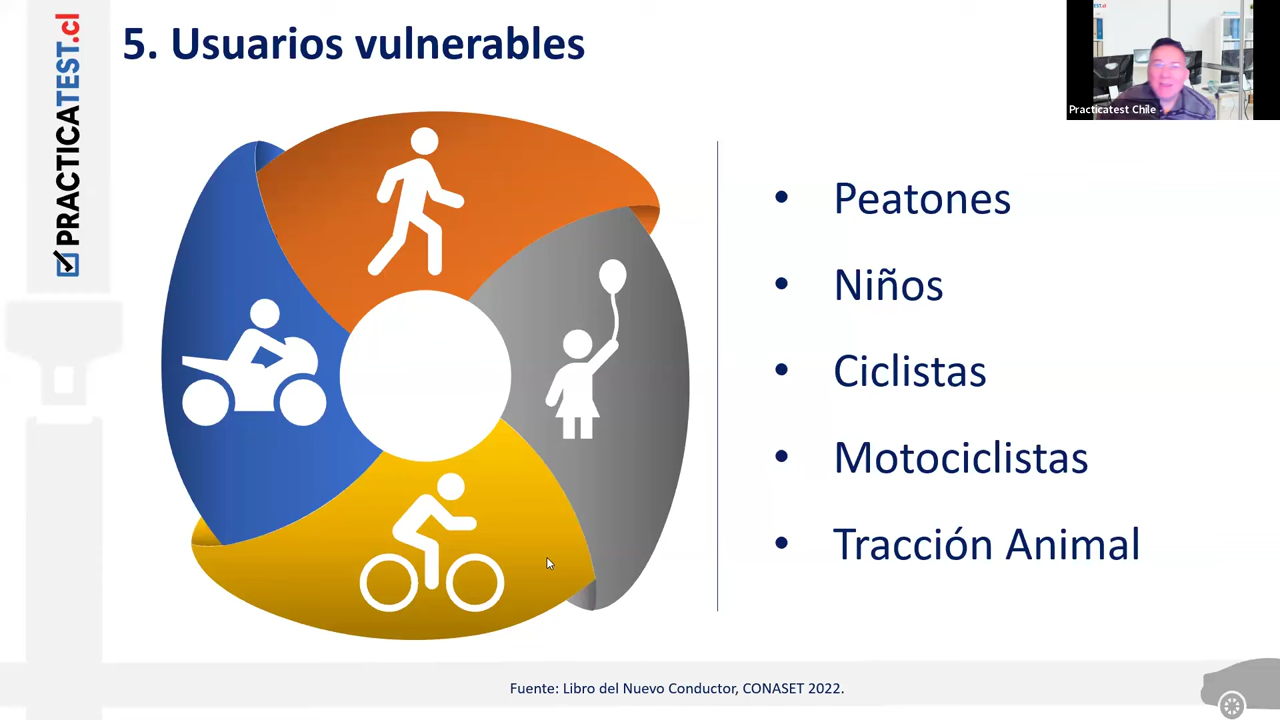 PRACTICATEST.cl
5. Usuarios vulnerables
Practicatest Chile
• Peatones
• Niños
• Ciclistas
• Motociclistas
• Tracción Animal
Fuente: Libro del Nuevo Conductor, CONASET 2022.